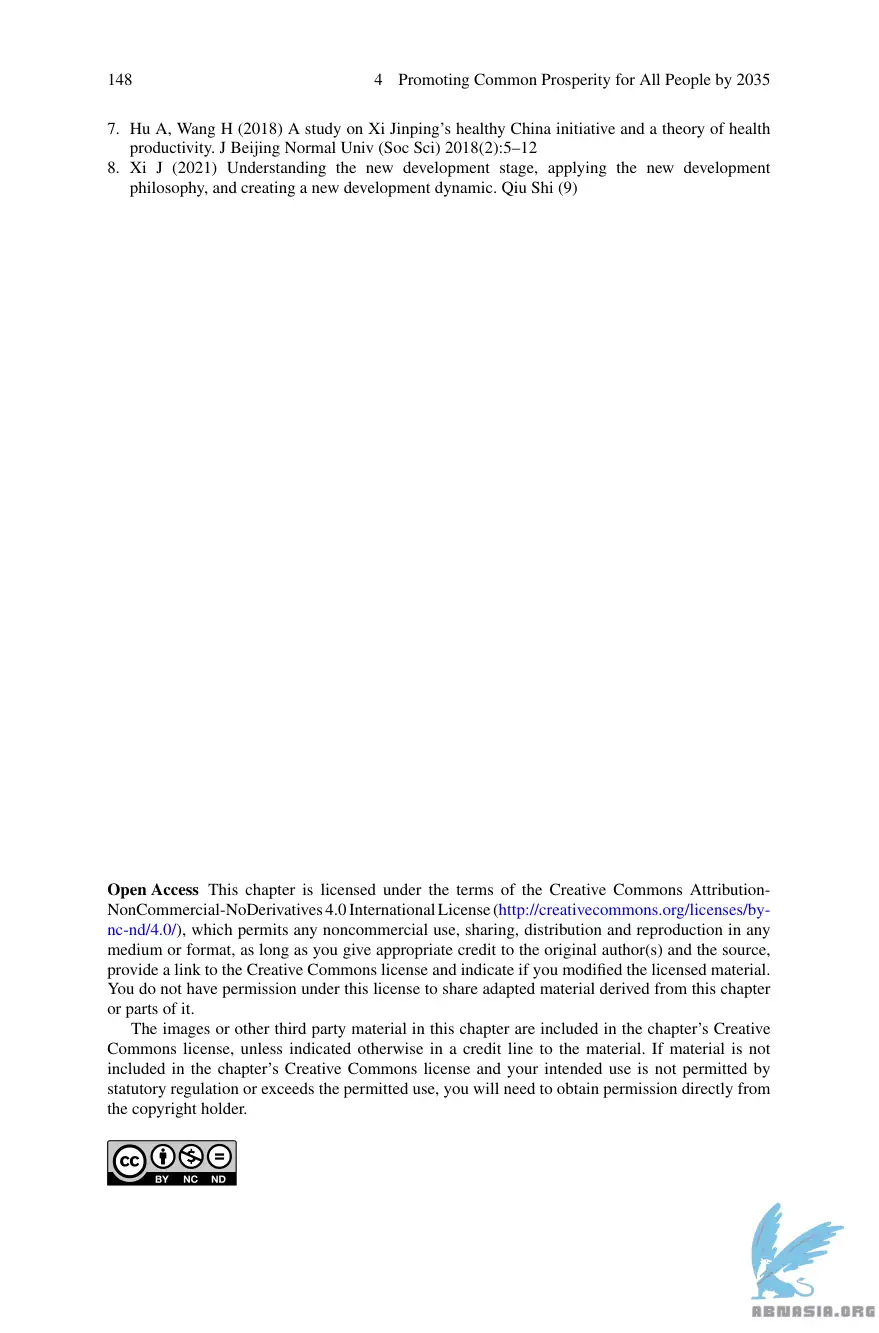 148 4 Promoting Common Prosperity for All People by 2035
7. Hu A, Wang H (2018) A study on Xi Jinping’s healthy China initiative and a theory of health
productivity. J Beijing Normal Univ (Soc Sci) 2018(2):5–12
8. Xi J (2021) Understanding the new development stage, applying the new development
philosophy, and creating a new development dynamic. Qiu Shi (9)
Open Access This chapter is licensed under the terms of the Creative Commons Attribution-
NonCommercial-NoDerivatives 4.0 International License (http://creativecommons.org/licenses/by-
nc-nd/4.0/), which permits any noncommercial use, sharing, distribution and reproduction in any
medium or format, as long as you give appropriate credit to the original author(s) and the source,
provide a link to the Creative Commons license and indicate if you modified the licensed material.
You do not have permission under this license to share adapted material derived from this chapter
or parts of it.
The images or other third party material in this chapter are included in the chapter’s Creative
Commons license, unless indicated otherwise in a credit line to the material. If material is not
included in the chapter’s Creative Commons license and your intended use is not permitted by
statutory regulation or exceeds the permitted use, you will need to obtain permission directly from
the copyright holder.
cc
BY NC ND
ABNASIA.ORG